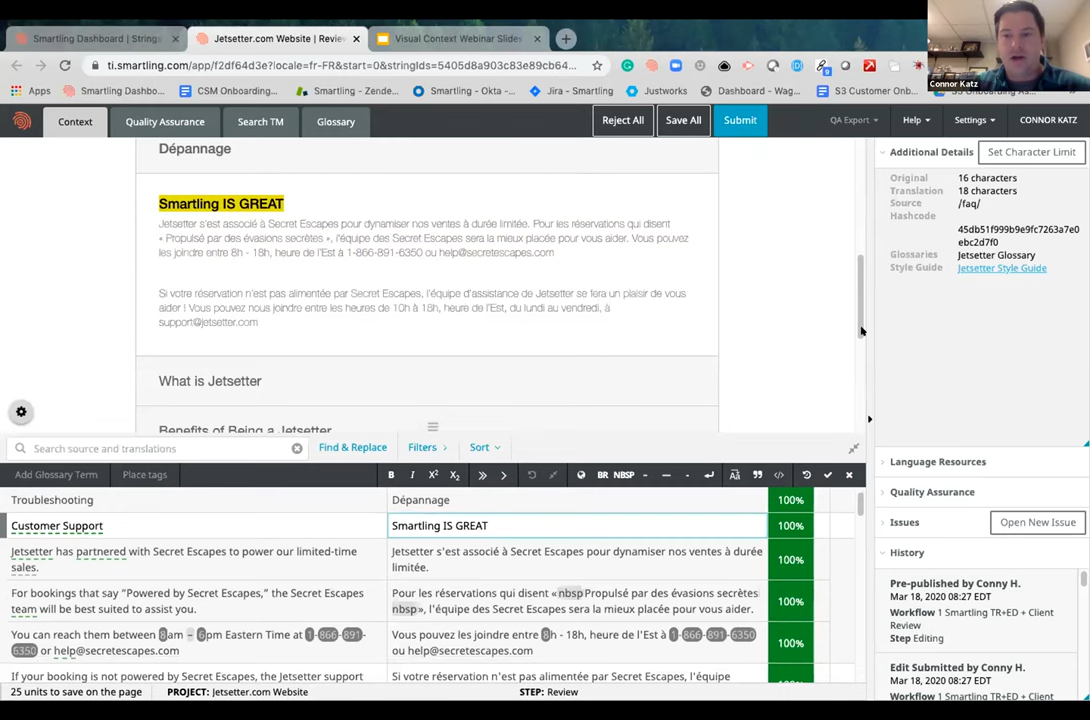 Smartling Dashboard | Strings
Jetsetter.com Website | Review
Visual Context Webinar Slides
ti.smartling.com/app/f2df64d3e?locale=fr-FR&start=0&stringIds=5405d8a903c83e89cb64...
Apps
Smartling Dashbo...
CSM Onboarding...
Smartling - Zende...
Smartling - Okta -...
Jira - Smartling
Justworks
Dashboard - Wag...
S3 Customer Onb...
S3 Onboarding As...
Connor Katz
Context
Quality Assurance
Search TM
Glossary
Reject All
Save All
Submit
QA Export
Help
Settings
CONNOR KATZ
Dépannage
Smartling IS GREAT
Jetsetter s'est associé à Secret Escapes pour dynamiser nos ventes à durée limitée. Pour les réservations qui disent
« Propulsé par des évasions secrètes », l'équipe des Secret Escapes sera la mieux placée pour vous aider. Vous pouvez
les joindre entre 8h - 18h, heure de l'Est à 1-866-891-6350 ou help@secretescapes.com
Si votre réservation n'est pas alimentée par Secret Escapes, l'équipe d'assistance de Jetsetter se fera un plaisir de vous
aider ! Vous pouvez nous joindre entre les heures de 10h à 18h, heure de l'Est, du lundi au vendredi, à
support@jetsetter.com
What is Jetsetter
Benefits of Being a Jetsetter
Additional Details
Set Character Limit
Original 16 characters
Translation 18 characters
Source /faq/
Hashcode
45db51f999b9e9fc7263a7e0
ebc2d7f0
Glossaries Jetsetter Glossary
Style Guide Jetsetter Style Guide
Search source and translations
Find & Replace
Filters
Sort
Add Glossary Term
Place tags
B I X² X₂ BR NBSP
Troubleshooting
Dépannage
100%
Customer Support
Smartling IS GREAT
100%
Jetsetter has partnered with Secret Escapes to power our limited-time
sales.
Jetsetter s'est associé à Secret Escapes pour dynamiser nos ventes à durée
limitée.
100%
For bookings that say “Powered by Secret Escapes,” the Secret Escapes
team will be best suited to assist you.
Pour les réservations qui disent « nbsp Propulsé par des évasions secrètes
nbsp », l'équipe des Secret Escapes sera la mieux placée pour vous aider.
100%
You can reach them between 8am – 6pm Eastern Time at 1-866-891-
6350 or help@secretescapes.com
Vous pouvez les joindre entre 8h - 18h, heure de l'Est à 1-866-891-6350
ou help@secretescapes.com
100%
If your booking is not powered by Secret Escapes, the Jetsetter support
Si votre réservation n'est pas alimentée par Secret Escapes, l'équipe
Language Resources
Quality Assurance
Issues
Open New Issue
History
Pre-published by Conny H.
Mar 18, 2020 08:27 EDT
Workflow 1 Smartling TR+ED + Client
Review
Step Editing
Edit Submitted by Conny H.
Mar 18, 2020 08:27 EDT
Workflow 1 Smartling TR+ED + Client
25 units to save on the page
PROJECT: Jetsetter.com Website
STEP: Review